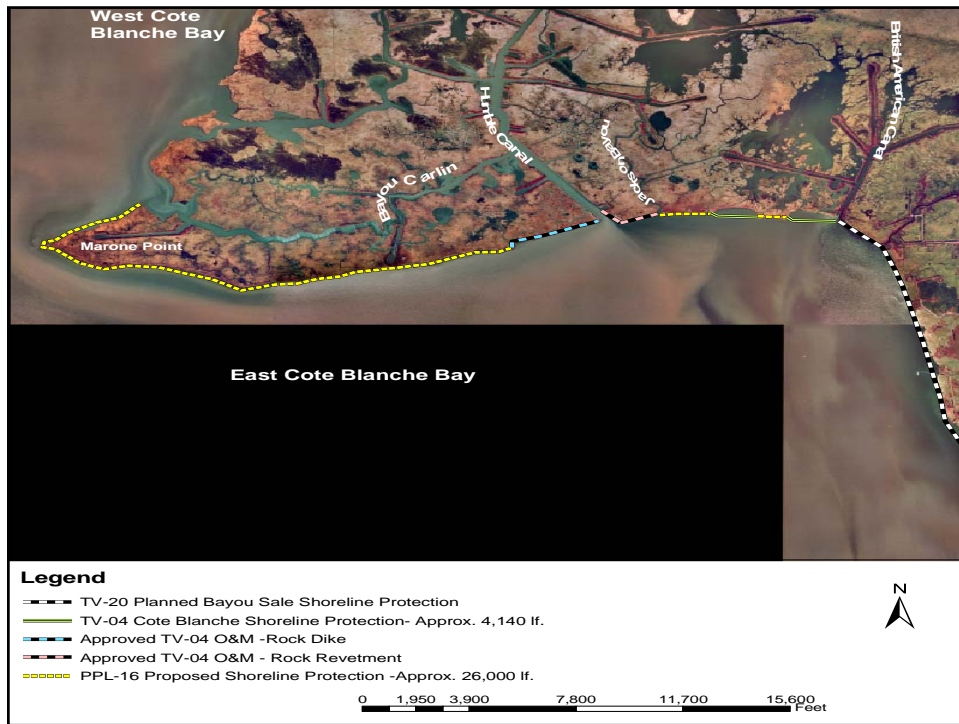 West Cote
Blanche Bay
British American Canal
Humble Canal
Jackson Bayou
Bayou Carlin
Marone Point
East Cote Blanche Bay
Legend
TV-20 Planned Bayou Sale Shoreline Protection
TV-04 Cote Blanche Shoreline Protection- Approx. 4,140 lf.
Approved TV-04 O&M -Rock Dike
Approved TV-04 O&M - Rock Revetment
PPL-16 Proposed Shoreline Protection -Approx. 26,000 lf.
N
0 1,950 3,900 7,800 11,700 15,600
Feet